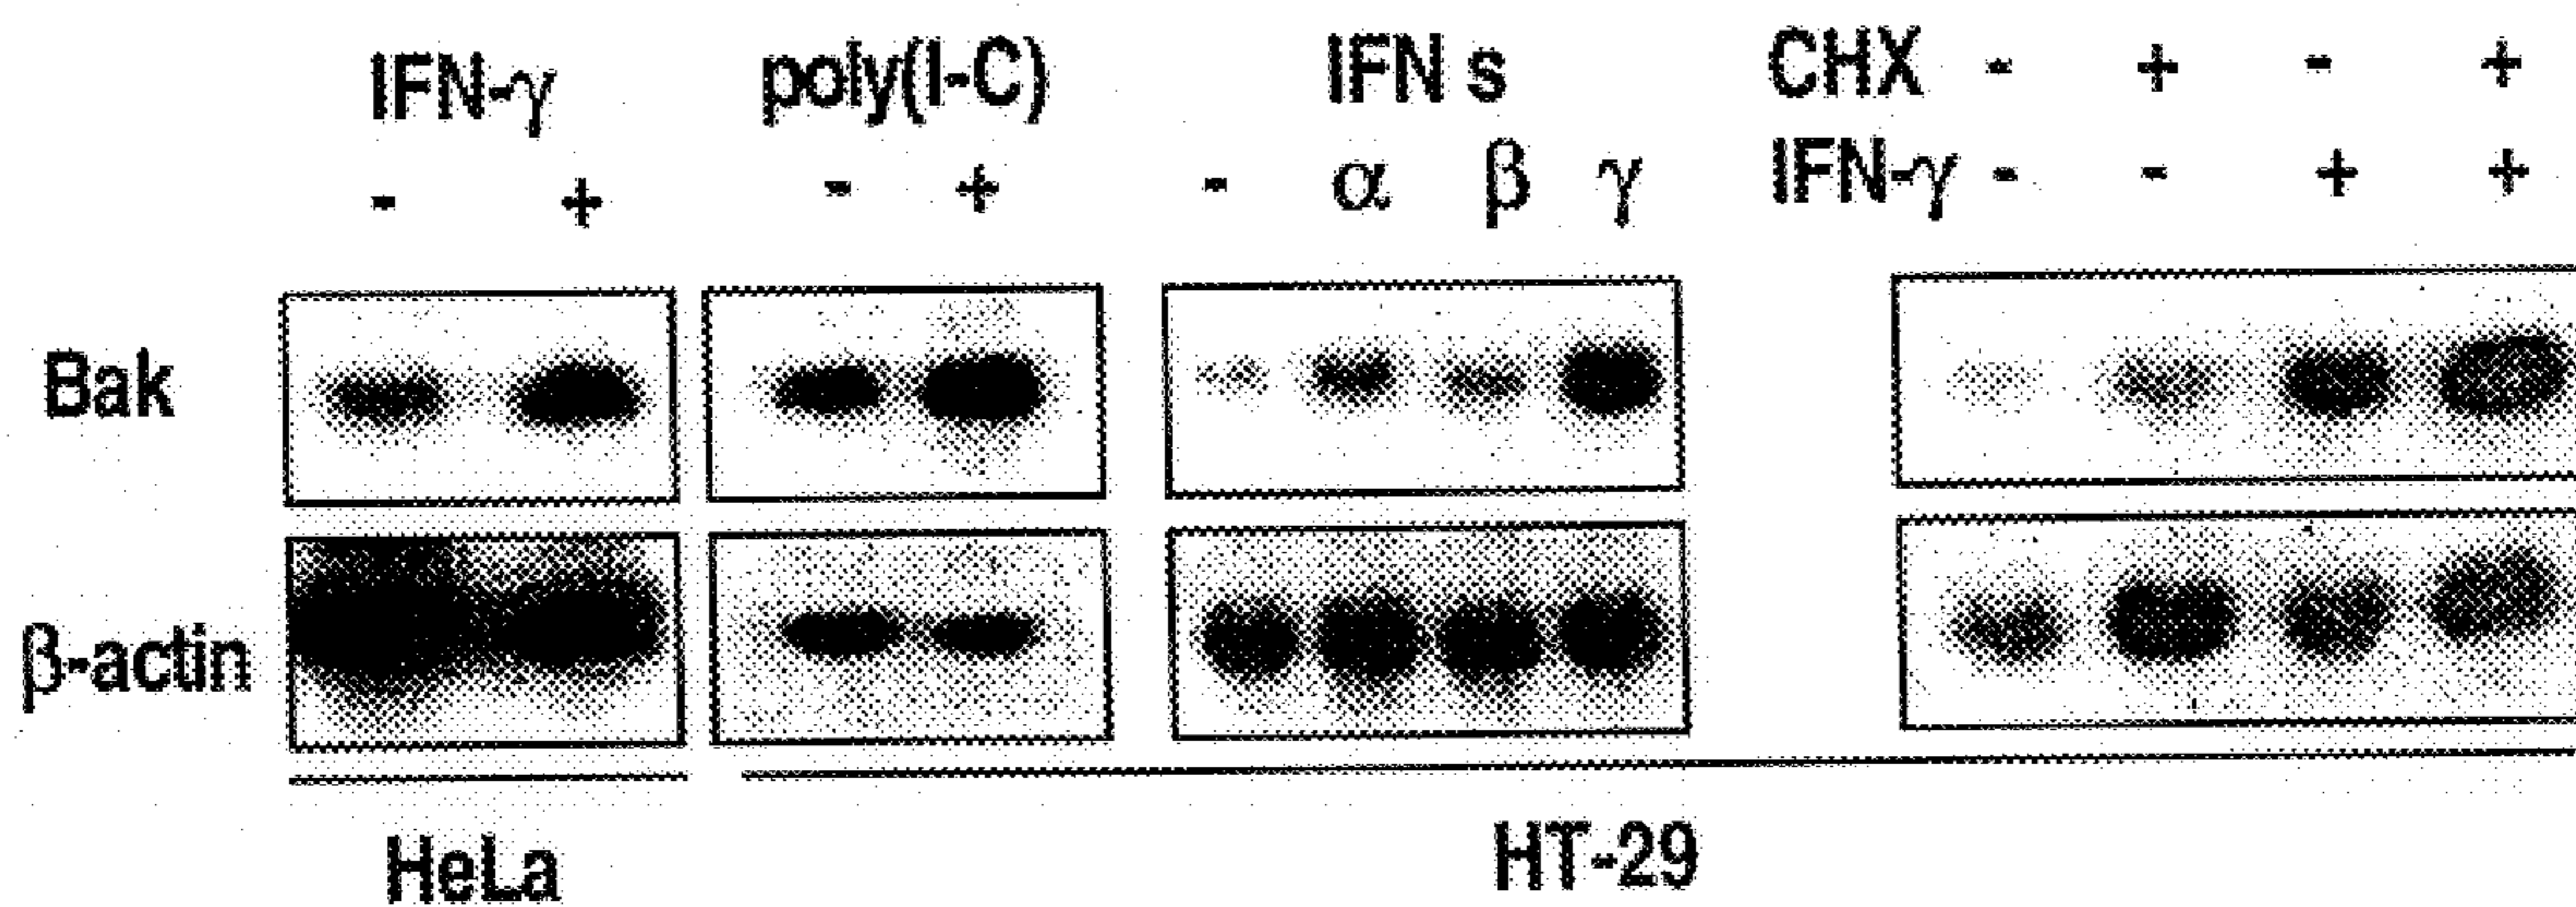 IFN-γ poly(I-C) IFN s CHX - + - +
- + - + - α β γ IFN-γ - - + +
Bak
β-actin
HeLa HT-29